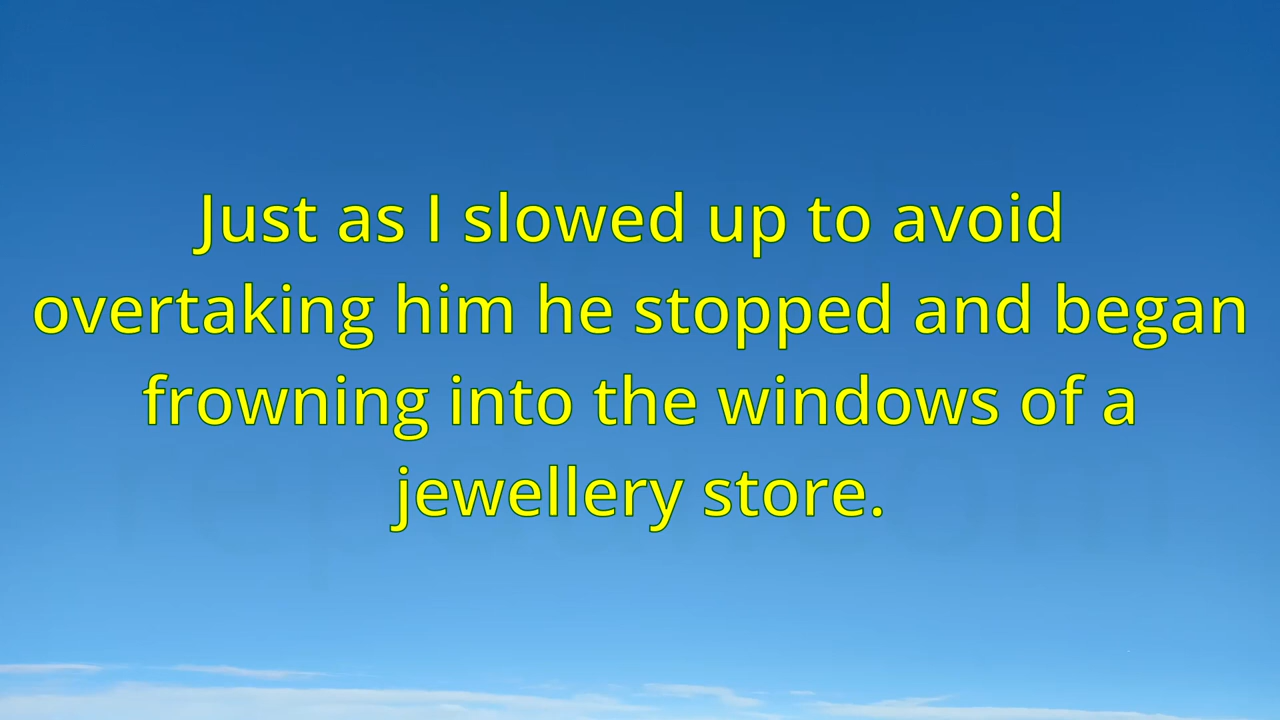 Just as I slowed up to avoid
overtaking him he stopped and began
frowning into the windows of a
jewellery store.